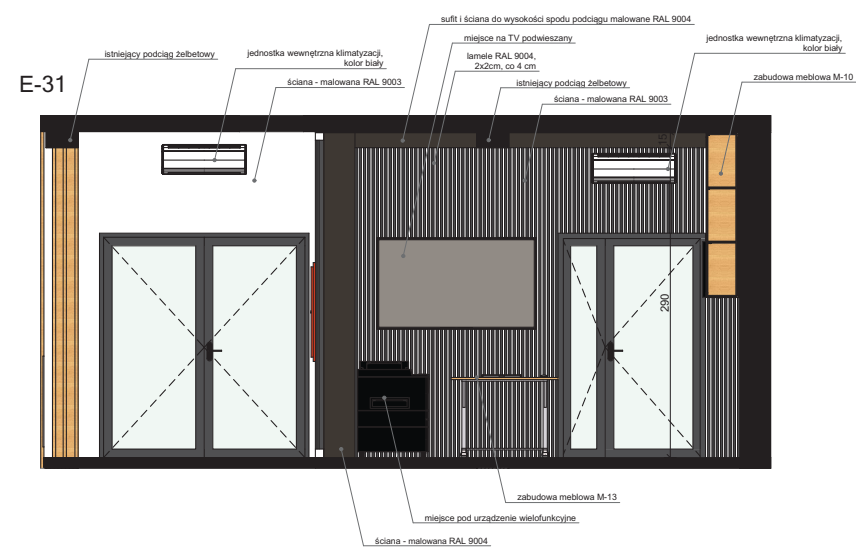 sufit i ściana do wysokości spodu podciągu malowane RAL 9004
miejsce na TV podwieszany
jednostka wewnętrzna klimatyzacji,
kolor biały
istniejący podciąg żelbetowy
jednostka wewnętrzna klimatyzacji,
kolor biały
lamele RAL 9004,
2x2cm, co 4 cm
zabudowa meblowa M-10
E-31
ściana - malowana RAL 9003
istniejący podciąg żelbetowy
ściana - malowana RAL 9003
15
290
zabudowa meblowa M-13
miejsce pod urządzenie wielofunkcyjne
ściana - malowana RAL 9004